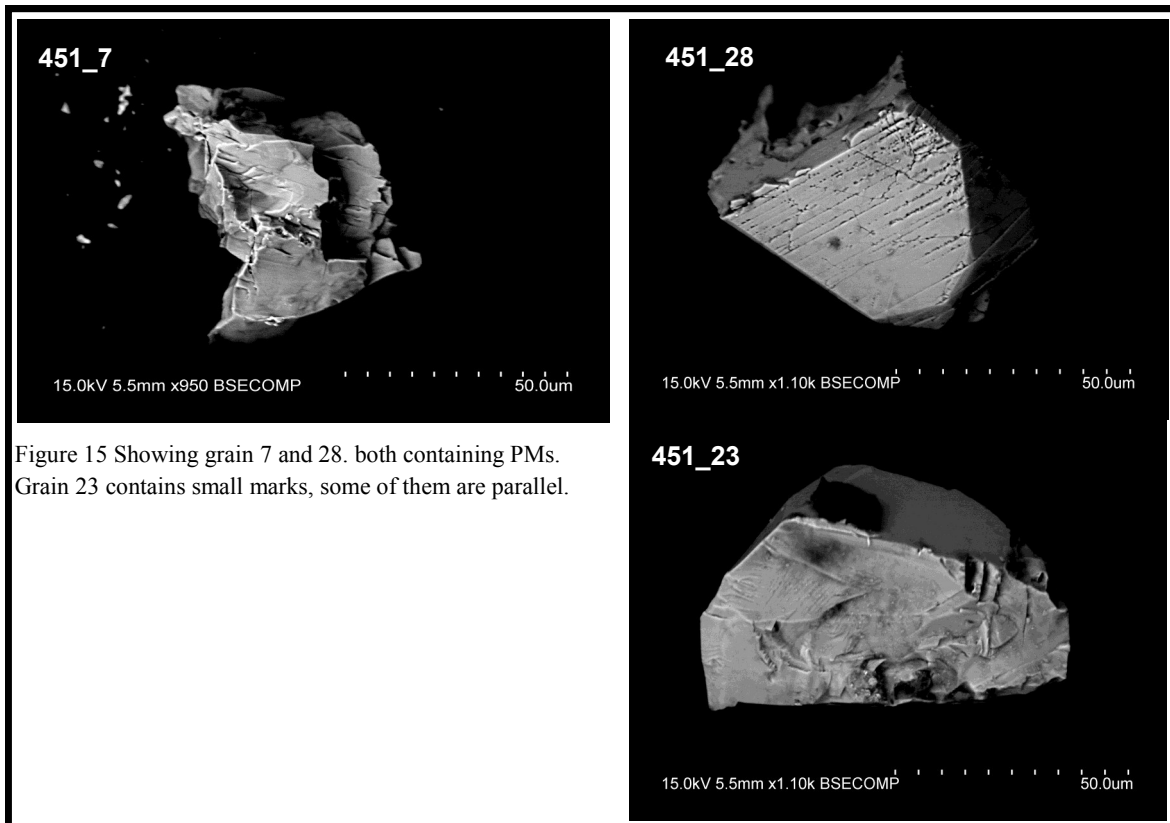 451_7
15.0kV 5.5mm x950 BSECOMP 50.0um
451_28
15.0kV 5.5mm x1.10k BSECOMP 50.0um
Figure 15 Showing grain 7 and 28. both containing PMs.
Grain 23 contains small marks, some of them are parallel.
451_23
15.0kV 5.5mm x1.10k BSECOMP 50.0um